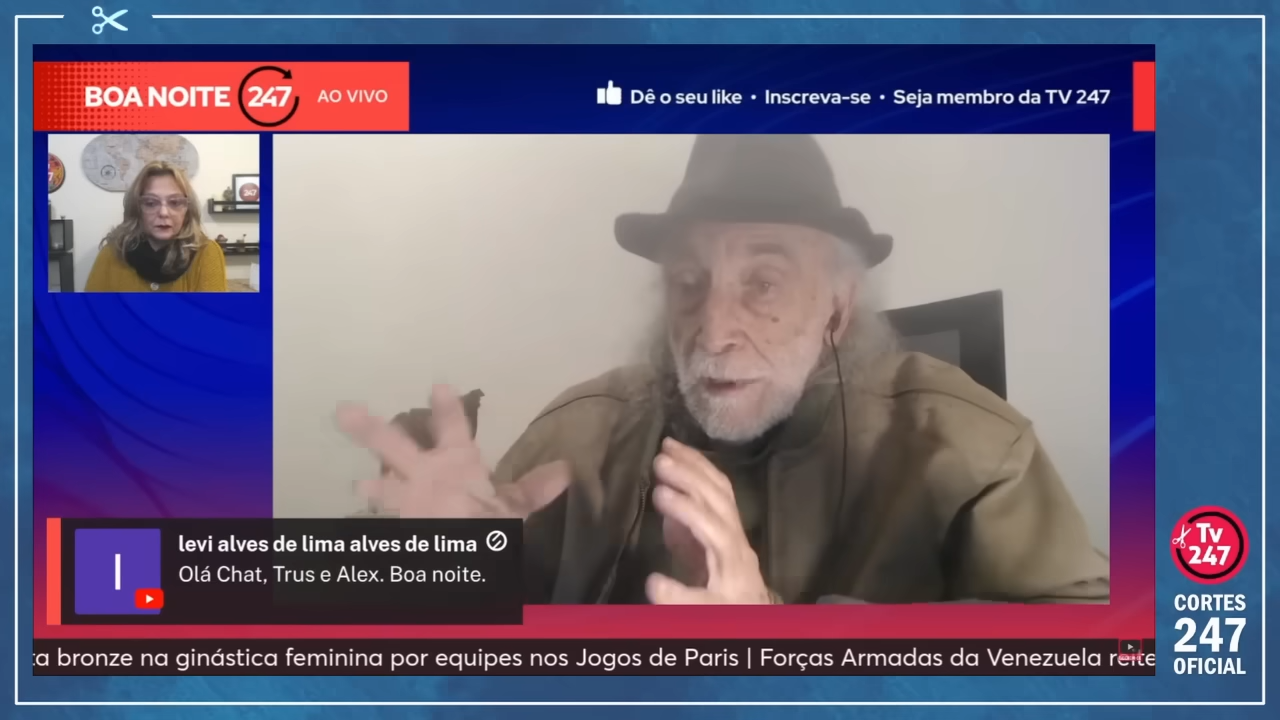 BOA NOITE 247 AO VIVO
Dê o seu like • Inscreva-se • Seja membro da TV 247
247
levi alves de lima alves de lima
Olá Chat, Trus e Alex. Boa noite.
l
ta bronze na ginástica feminina por equipes nos Jogos de Paris | Forças Armadas da Venezuela reite
Tv
247
CORTES
247
OFICIAL